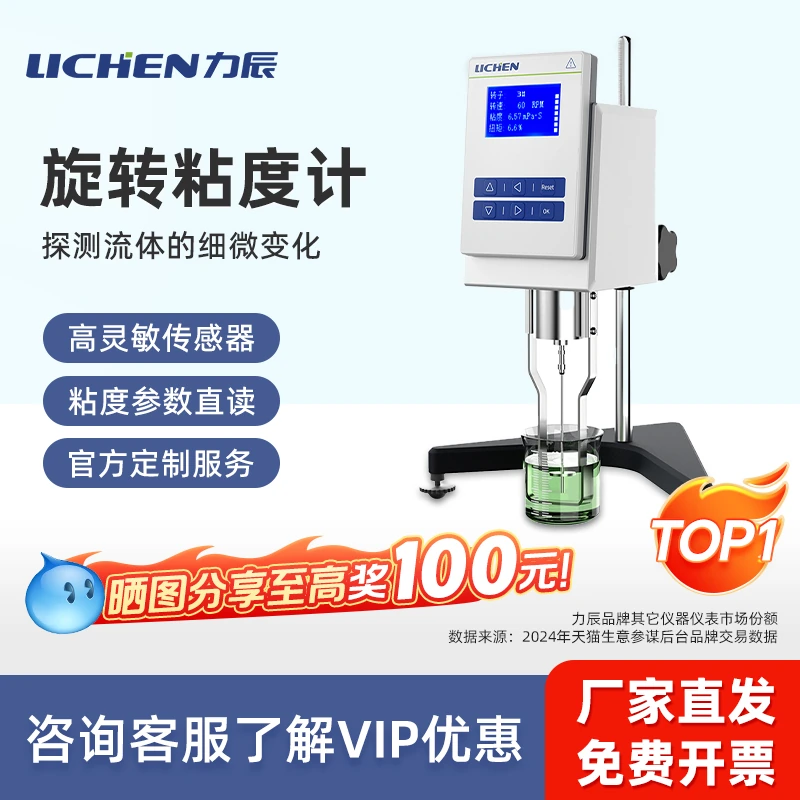 LICHEN力辰
旋转粘度计
探测流体的细微变化
高灵敏传感器
粘度参数直读
官方定制服务
LICHEN
转子 3#
转速 60 RPM
粘度 6.57mPa·S
扭矩 6.6%
Reset
OK
TOP1
晒图分享至高奖100元!
力辰品牌其它仪器仪表市场份额
数据来源：2024年天猫生意参谋后台品牌交易数据
咨询客服了解VIP优惠
厂家直发
免费开票